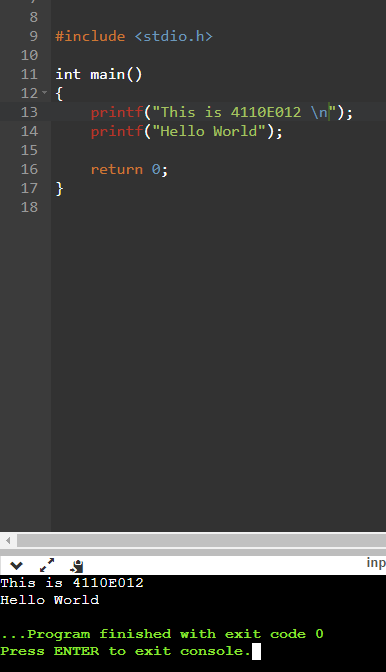 8
9 #include <stdio.h>
10
11 int main()
12 {
13     printf("This is 4110E012 \n");
14     printf("Hello World");
15
16     return 0;
17 }
18
inp
This is 4110E012
Hello World
...Program finished with exit code 0
Press ENTER to exit console.